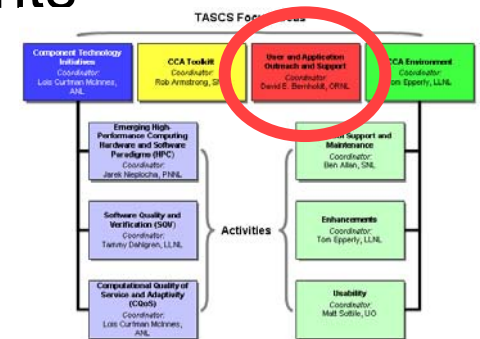 TASCS Focus Areas
Component Technology
Initiatives
Coordinator:
Lois Curfman McInnes,
ANL
CCA Toolkit
Coordinator:
Rob Armstrong,
User and Application
Outreach and Support
Coordinator:
David E. Bernholdt, ORNL
CCA Environment
Coordinator:
Tom Epperly, LLNL
Emerging High-
Performance Computing
Hardware and Software
Paradigms (HPC)
Coordinator:
Jarek Nieplocha, PNNL
Support and
Maintenance
Coordinator:
Ben Allan, SNL
Software Quality and
Verification (SQV)
Coordinator:
Tammy Dahlgren, LLNL
Activities
Enhancements
Coordinator:
Tom Epperly, LLNL
Computational Quality of
Service and Adaptivity
(CQoS)
Coordinator:
Lois Curfman McInnes,
ANL
Usability
Coordinator:
Matt Sottile, UO